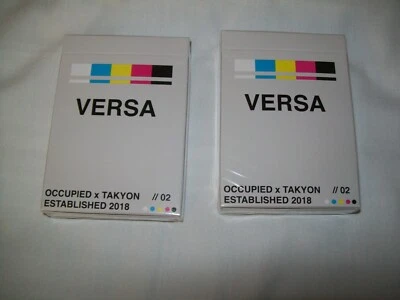 VERSA
OCCUPIED x TAKYON // 02
ESTABLISHED 2018
VERSA
OCCUPIED x TAKYON // 02
ESTABLISHED 2018